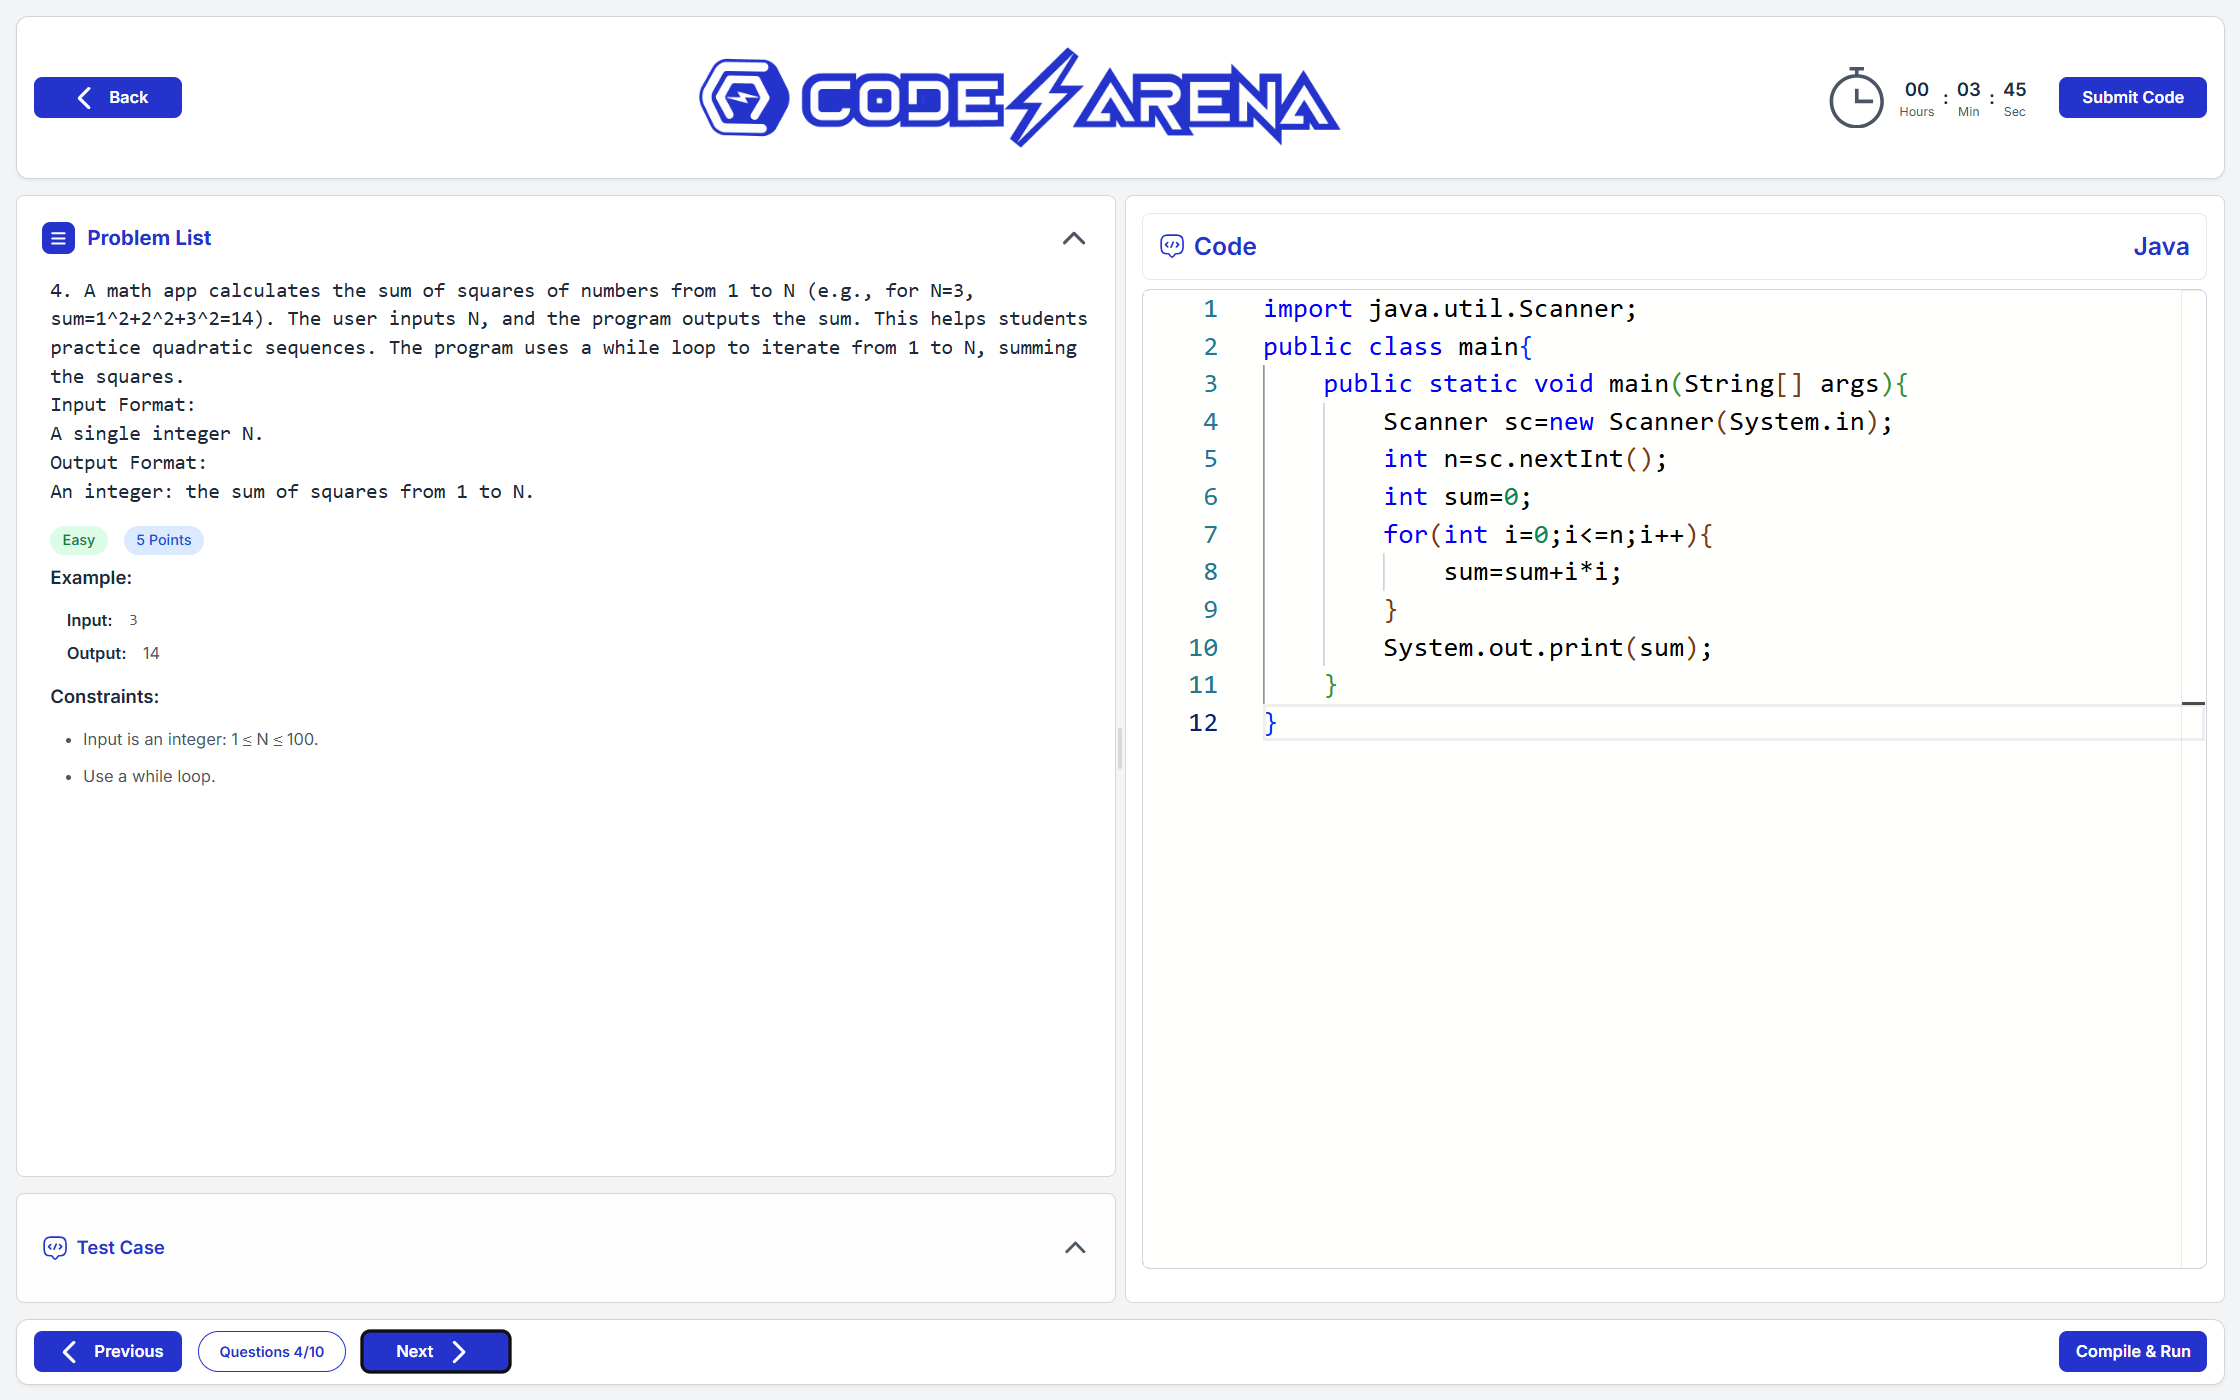 Back
CODE ARENA
00 : 03 : 45
Hours Min Sec
Submit Code
Problem List
4. A math app calculates the sum of squares of numbers from 1 to N (e.g., for N=3,
sum=1^2+2^2+3^2=14). The user inputs N, and the program outputs the sum. This helps students
practice quadratic sequences. The program uses a while loop to iterate from 1 to N, summing
the squares.
Input Format:
A single integer N.
Output Format:
An integer: the sum of squares from 1 to N.
Easy 5 Points
Example:
Input: 3
Output: 14
Constraints:
• Input is an integer: 1 ≤ N ≤ 100.
• Use a while loop.
Test Case
Code
Java
1 import java.util.Scanner;
2 public class main{
3     public static void main(String[] args){
4         Scanner sc=new Scanner(System.in);
5         int n=sc.nextInt();
6         int sum=0;
7         for(int i=0;i<=n;i++){
8             sum=sum+i*i;
9         }
10         System.out.print(sum);
11     }
12 }
Previous
Questions 4/10
Next
Compile & Run